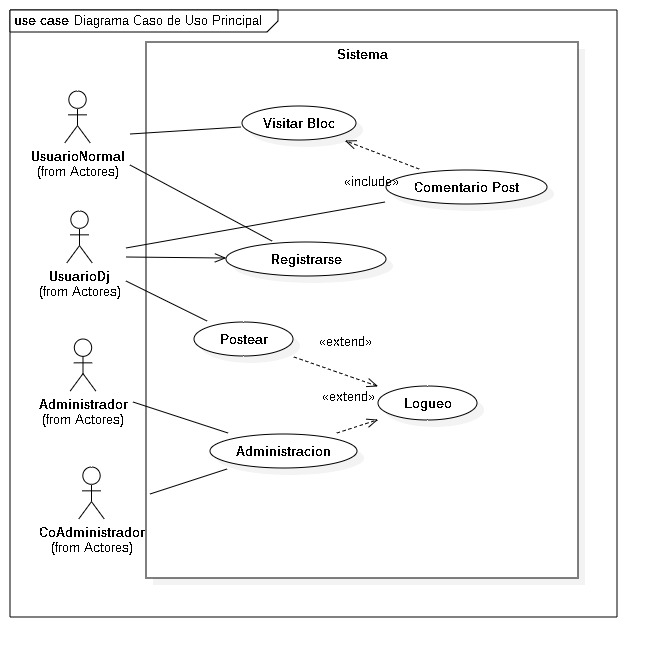 use case Diagrama Caso de Uso Principal
Sistema
Visitar Bloc
UsuarioNormal
(from Actores)
«include»
Comentario Post
UsuarioDj
(from Actores)
Registrarse
Postear
«extend»
Administrador
(from Actores)
«extend»
Logueo
Administracion
CoAdministrador
(from Actores)